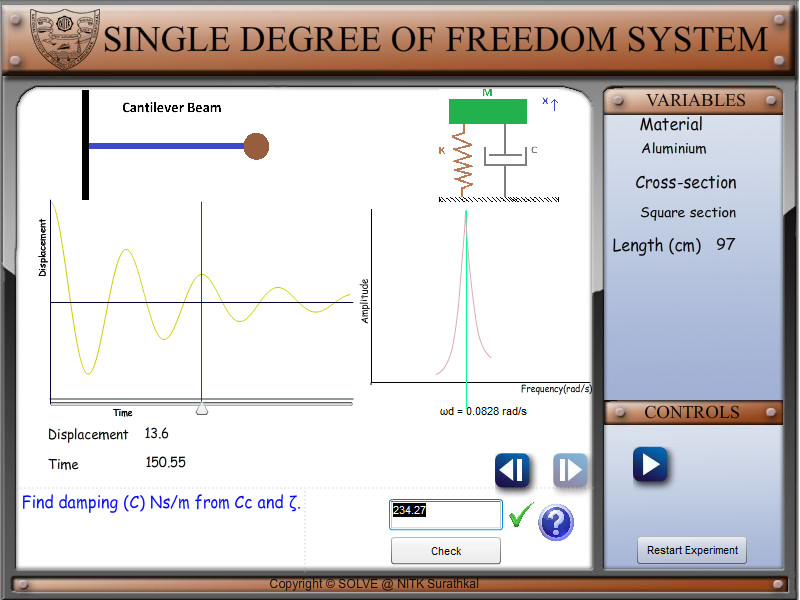 SINGLE DEGREE OF FREEDOM SYSTEM
Cantilever Beam
M
X
K
C
Displacement
Time
Amplitude
Frequency(rad/s)
ωd = 0.0828 rad/s
Displacement 13.6
Time 150.55
Find damping (C) Ns/m from Cc and ζ.
234.27
?
Check
VARIABLES
Material
Aluminium
Cross-section
Square section
Length (cm) 97
CONTROLS
Restart Experiment
Copyright © SOLVE @ NITK Surathkal